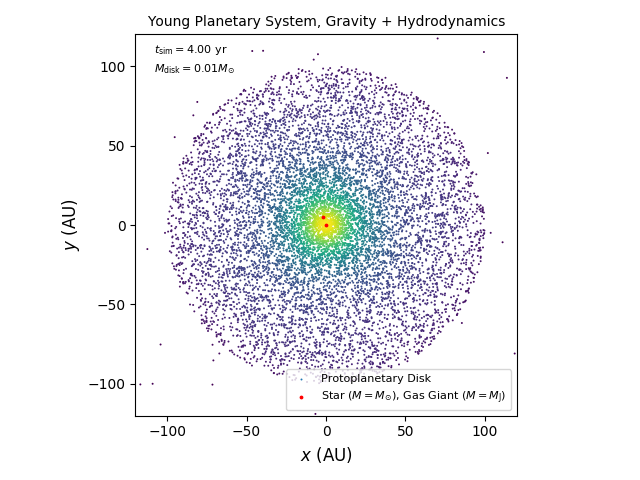 Young Planetary System, Gravity + Hydrodynamics
t_sim = 4.00 yr
M_disk = 0.01M_⊙
100
50
0
−50
−100
y (AU)
Protoplanetary Disk
Star (M = M_⊙), Gas Giant (M = M_J)
−100 −50 0 50 100
x (AU)